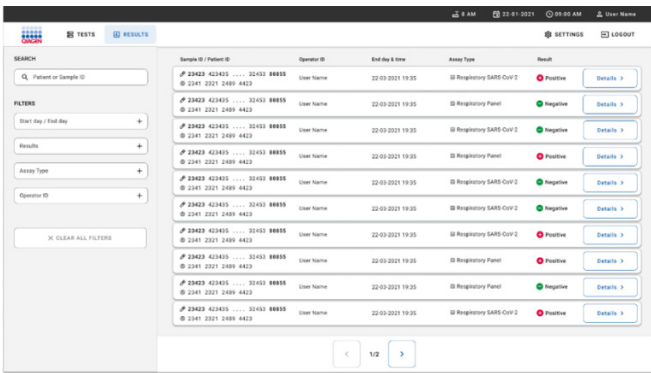 8 AM 22-01-2021 09:00 AM User Name
QIAGEN TESTS RESULTS SETTINGS LOGOUT
SEARCH
Patient or Sample ID
FILTERS
Start day / End day +
Results +
Assay Type +
Operator ID +
CLEAR ALL FILTERS
Sample ID / Patient ID Operator ID End day & time Assay Type Result
23423 423435 .... 32453 00055
2341 2321 2489 4423
User Name 22-03-2021 19:35 Respiratory SARS-CoV-2 Positive Details >
23423 423435 .... 32453 00055
2341 2321 2489 4423
User Name 22-03-2021 19:35 Respiratory Panel Negative Details >
23423 423435 .... 32453 00055
2341 2321 2489 4423
User Name 22-03-2021 19:35 Respiratory SARS-CoV-2 Negative Details >
23423 423435 .... 32453 00055
2341 2321 2489 4423
User Name 22-03-2021 19:35 Respiratory Panel Positive Details >
23423 423435 .... 32453 00055
2341 2321 2489 4423
User Name 22-03-2021 19:35 Respiratory SARS-CoV-2 Negative Details >
23423 423435 .... 32453 00055
2341 2321 2489 4423
User Name 22-03-2021 19:35 Respiratory SARS-CoV-2 Positive Details >
23423 423435 .... 32453 00055
2341 2321 2489 4423
User Name 22-03-2021 19:35 Respiratory SARS-CoV-2 Positive Details >
23423 423435 .... 32453 00055
2341 2321 2489 4423
User Name 22-03-2021 19:35 Respiratory Panel Positive Details >
23423 423435 .... 32453 00055
2341 2321 2489 4423
User Name 22-03-2021 19:35 Respiratory Panel Negative Details >
23423 423435 .... 32453 00055
2341 2321 2489 4423
User Name 22-03-2021 19:35 Respiratory SARS-CoV-2 Positive Details >
< 1/2 >